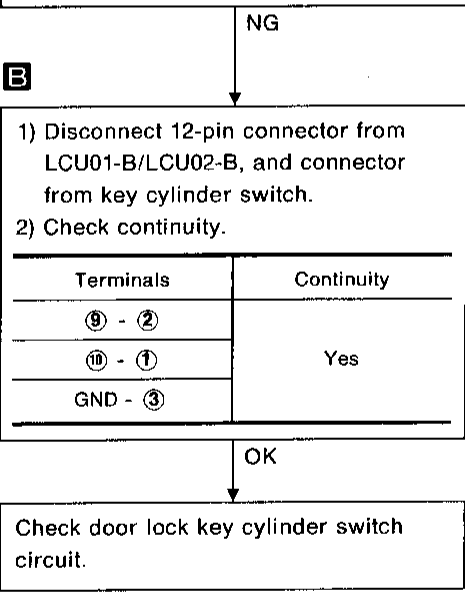 NG
B
1) Disconnect 12-pin connector from
LCU01-B/LCU02-B, and connector
from key cylinder switch.
2) Check continuity.
Terminals Continuity
⑨ - ②
⑩ - ①
Yes
GND - ③
OK
Check door lock key cylinder switch
circuit.